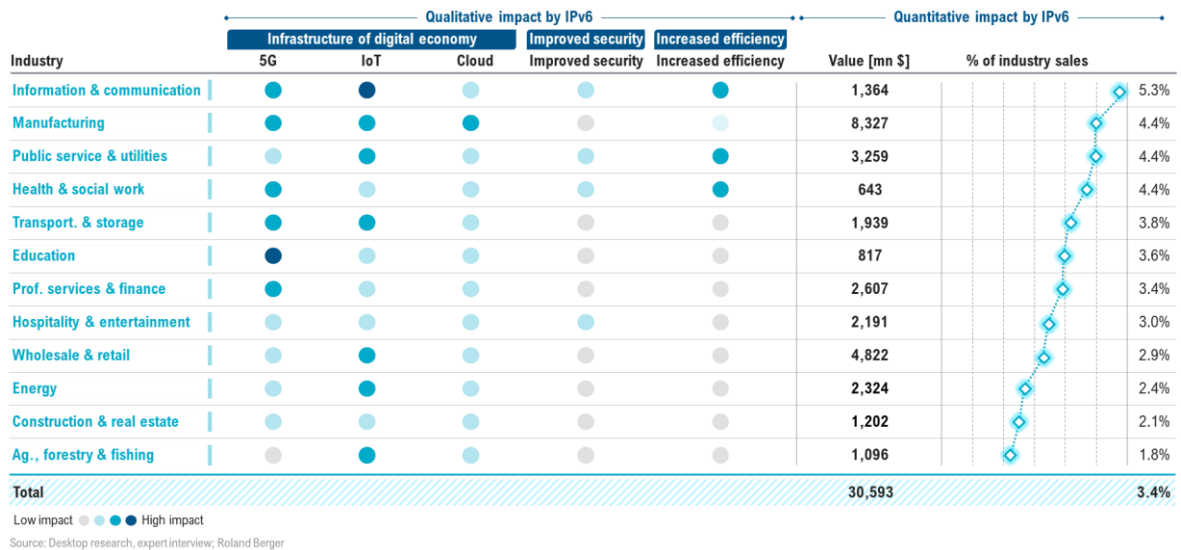 Qualitative impact by IPv6 Quantitative impact by IPv6
Infrastructure of digital economy Improved security Increased efficiency
Industry 5G IoT Cloud Improved security Increased efficiency Value [mn $] % of industry sales
Information & communication 1,364 5.3%
Manufacturing 8,327 4.4%
Public service & utilities 3,259 4.4%
Health & social work 643 4.4%
Transport. & storage 1,939 3.8%
Education 817 3.6%
Prof. services & finance 2,607 3.4%
Hospitality & entertainment 2,191 3.0%
Wholesale & retail 4,822 2.9%
Energy 2,324 2.4%
Construction & real estate 1,202 2.1%
Ag., forestry & fishing 1,096 1.8%
Total 30,593 3.4%
Low impact High impact
Source: Desktop research, expert interview; Roland Berger